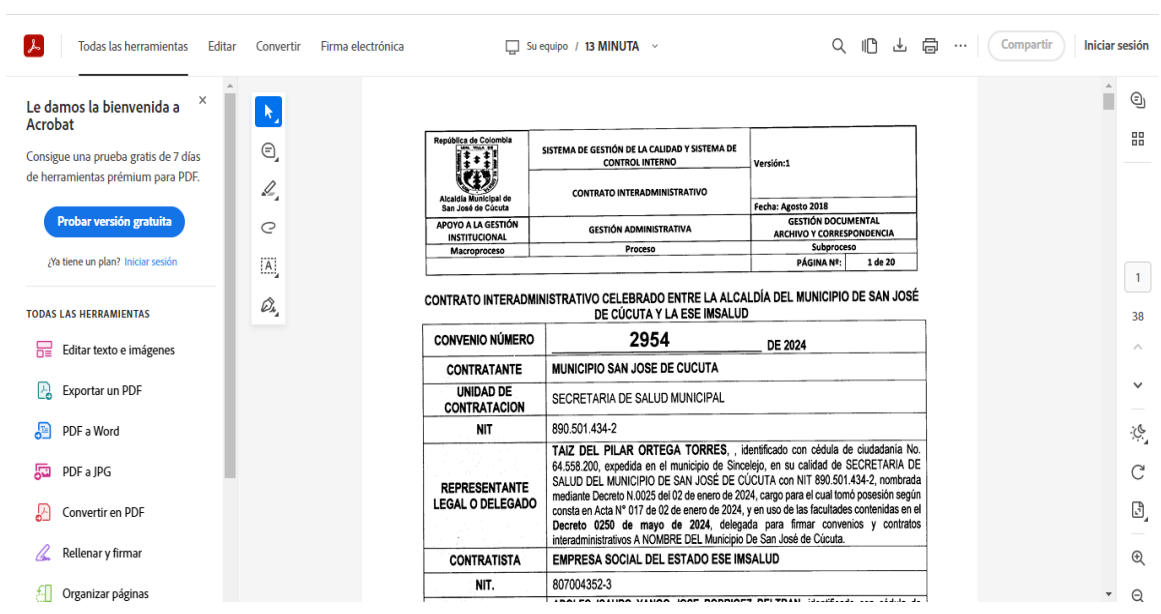 Todas las herramientas Editar Convertir Firma electrónica Su equipo / 13 MINUTA Compartir Iniciar sesión
Le damos la bienvenida a
Acrobat
Consigue una prueba gratis de 7 días
de herramientas prémium para PDF.
Probar versión gratuita
¿Ya tiene un plan? Iniciar sesión
TODAS LAS HERRAMIENTAS
Editar texto e imágenes
Exportar un PDF
PDF a Word
PDF a JPG
Convertir en PDF
Rellenar y firmar
Organizar páginas
República de Colombia
Alcaldía Municipal de
San José de Cúcuta
SISTEMA DE GESTIÓN DE LA CALIDAD Y SISTEMA DE
CONTROL INTERNO
CONTRATO INTERADMINISTRATIVO
Versión:1
Fecha: Agosto 2018
APOYO A LA GESTIÓN
INSTITUCIONAL
GESTIÓN ADMINISTRATIVA
GESTIÓN DOCUMENTAL
ARCHIVO Y CORRESPONDENCIA
Macroproceso Proceso Subproceso
PÁGINA Nº: 1 de 20
CONTRATO INTERADMINISTRATIVO CELEBRADO ENTRE LA ALCALDÍA DEL MUNICIPIO DE SAN JOSÉ
DE CÚCUTA Y LA ESE IMSALUD
CONVENIO NÚMERO 2954 DE 2024
CONTRATANTE MUNICIPIO SAN JOSE DE CUCUTA
UNIDAD DE
CONTRATACION
SECRETARIA DE SALUD MUNICIPAL
NIT 890.501.434-2
REPRESENTANTE
LEGAL O DELEGADO
TAIZ DEL PILAR ORTEGA TORRES, , identificado con cédula de ciudadanía No.
64.558.200, expedida en el municipio de Sincelejo, en su calidad de SECRETARIA DE
SALUD DEL MUNICIPIO DE SAN JOSÉ DE CÚCUTA con NIT 890.501.434-2, nombrada
mediante Decreto N.0025 del 02 de enero de 2024, cargo para el cual tomó posesión según
consta en Acta N° 017 de 02 de enero de 2024, y en uso de las facultades contenidas en el
Decreto 0250 de mayo de 2024, delegada para firmar convenios y contratos
interadministrativos A NOMBRE DEL Municipio De San José de Cúcuta.
CONTRATISTA EMPRESA SOCIAL DEL ESTADO ESE IMSALUD
NIT. 807004352-3
1
38